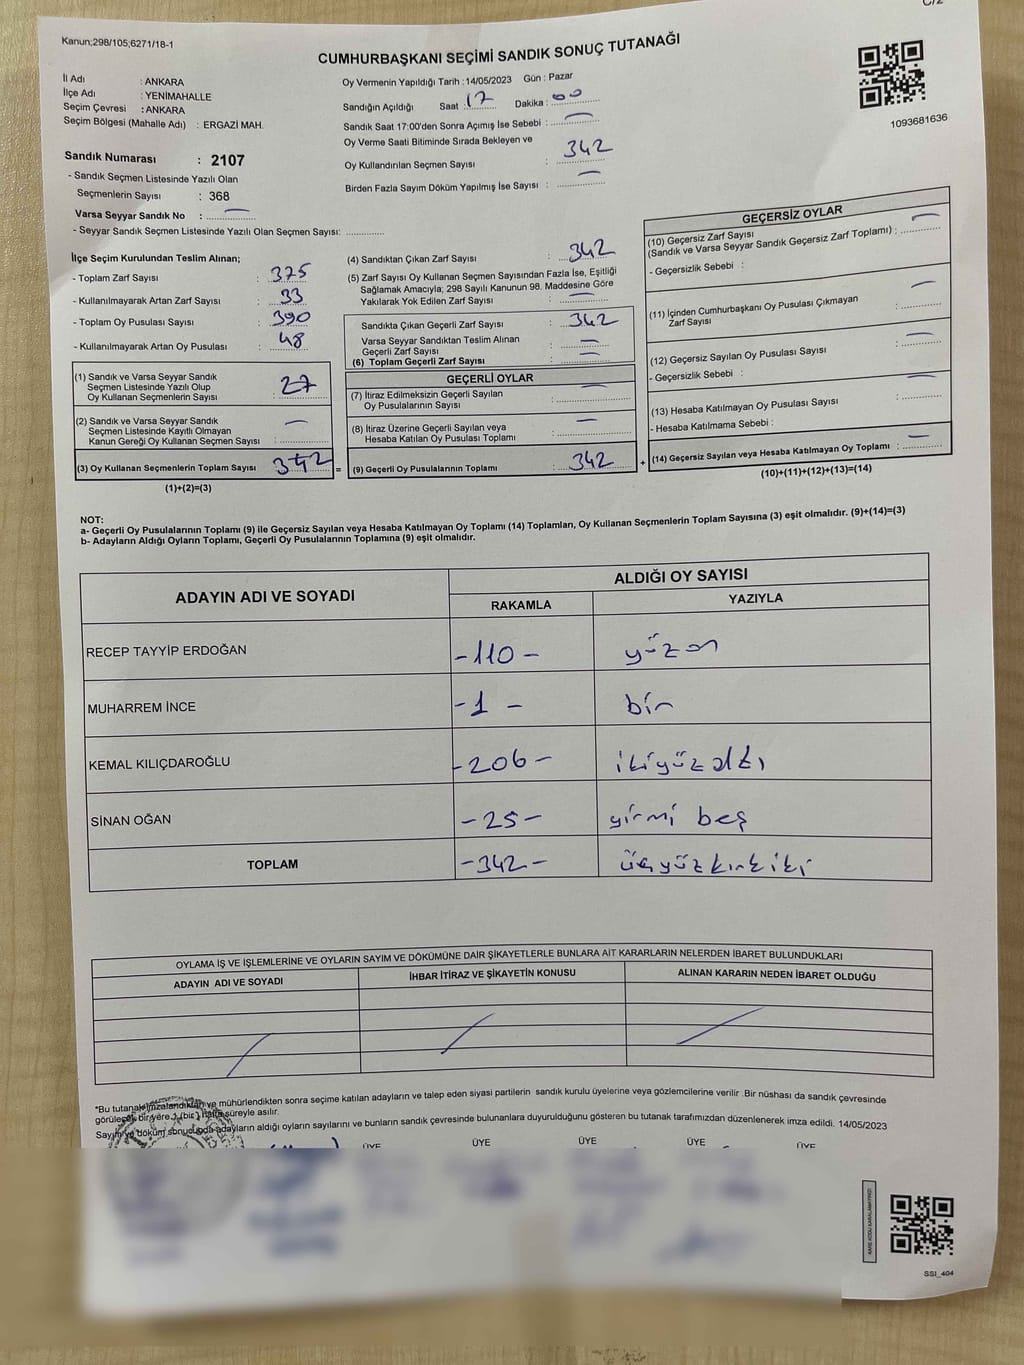 C/2
Kanun;298/105;6271/18-1
CUMHURBAŞKANI SEÇİMİ SANDIK SONUÇ TUTANAĞI
İl Adı : ANKARA
İlçe Adı : YENİMAHALLE
Seçim Çevresi : ANKARA
Seçim Bölgesi (Mahalle Adı) : ERGAZİ MAH.
Oy Vermenin Yapıldığı Tarih : 14/05/2023 Gün : Pazar
Sandığın Açıldığı Saat 17 Dakika : 00
Sandık Saat 17:00'den Sonra Açımış İse Sebebi :
Oy Verme Saati Bitiminde Sırada Bekleyen ve
Oy Kullandırılan Seçmen Sayısı : 342
Birden Fazla Sayım Döküm Yapılmış İse Sayısı :
1093681636
Sandık Numarası : 2107
- Sandık Seçmen Listesinde Yazılı Olan
Seçmenlerin Sayısı : 368
Varsa Seyyar Sandık No :
- Seyyar Sandık Seçmen Listesinde Yazılı Olan Seçmen Sayısı:
İlçe Seçim Kurulundan Teslim Alınan;
- Toplam Zarf Sayısı : 375
- Kullanılmayarak Artan Zarf Sayısı : 33
- Toplam Oy Pusulası Sayısı : 390
- Kullanılmayarak Artan Oy Pusulası : 48
(1) Sandık ve Varsa Seyyar Sandık
Seçmen Listesinde Yazılı Olup
Oy Kullanan Seçmenlerin Sayısı : 27
(2) Sandık ve Varsa Seyyar Sandık
Seçmen Listesinde Kayıtlı Olmayan
Kanun Gereği Oy Kullanan Seçmen Sayısı :
(3) Oy Kullanan Seçmenlerin Toplam Sayısı : 342 =
(1)+(2)=(3)
(4) Sandıktan Çıkan Zarf Sayısı : 342
(5) Zarf Sayısı Oy Kullanan Seçmen Sayısından Fazla İse, Eşitliği
Sağlamak Amacıyla; 298 Sayılı Kanunun 98. Maddesine Göre
Yakılarak Yok Edilen Zarf Sayısı :
Sandıkta Çıkan Geçerli Zarf Sayısı : 342
Varsa Seyyar Sandıktan Teslim Alınan
Geçerli Zarf Sayısı :
(6) Toplam Geçerli Zarf Sayısı :
GEÇERLİ OYLAR
(7) İtiraz Edilmeksizin Geçerli Sayılan
Oy Pusulalarının Sayısı :
(8) İtiraz Üzerine Geçerli Sayılan veya
Hesaba Katılan Oy Pusulası Toplamı :
(9) Geçerli Oy Pusulalarının Toplamı : 342 +
GEÇERSİZ OYLAR
(10) Geçersiz Zarf Sayısı
(Sandık ve Varsa Seyyar Sandık Geçersiz Zarf Toplamı) :
- Geçersizlik Sebebi :
(11) İçinden Cumhurbaşkanı Oy Pusulası Çıkmayan
Zarf Sayısı :
(12) Geçersiz Sayılan Oy Pusulası Sayısı :
- Geçersizlik Sebebi :
(13) Hesaba Katılmayan Oy Pusulası Sayısı :
- Hesaba Katılmama Sebebi :
(14) Geçersiz Sayılan veya Hesaba Katılmayan Oy Toplamı :
(10)+(11)+(12)+(13)=(14)
NOT:
a- Geçerli Oy Pusulalarının Toplamı (9) ile Geçersiz Sayılan veya Hesaba Katılmayan Oy Toplamı (14) Toplamları, Oy Kullanan Seçmenlerin Toplam Sayısına (3) eşit olmalıdır. (9)+(14)=(3)
b- Adayların Aldığı Oyların Toplamı, Geçerli Oy Pusulalarının Toplamına (9) eşit olmalıdır.
ADAYIN ADI VE SOYADI ALDIĞI OY SAYISI
RAKAMLA YAZIYLA
RECEP TAYYİP ERDOĞAN -110- yüzon
MUHARREM İNCE -1- bir
KEMAL KILIÇDAROĞLU -206- ikiyüzaltı
SİNAN OĞAN -25- yirmi beş
TOPLAM -342- üçyüzkırkiki
OYLAMA İŞ VE İŞLEMLERİNE VE OYLARIN SAYIM VE DÖKÜMÜNE DAİR ŞİKAYETLERLE BUNLARA AİT KARARLARIN NELERDEN İBARET BULUNDUKLARI
ADAYIN ADI VE SOYADI İHBAR İTİRAZ VE ŞİKAYETİN KONUSU ALINAN KARARIN NEDEN İBARET OLDUĞU
*Bu tutanak imzalandıktan ve mühürlendikten sonra seçime katılan adayların ve talep eden siyasi partilerin sandık kurulu üyelerine veya gözlemcilerine verilir .Bir nüshası da sandık çevresinde
görülecek bir yere 1 (bir) hafta süreyle asılır.
Sayım ve döküm sonucunda adayların aldığı oyların sayılarını ve bunların sandık çevresinde bulunanlara duyurulduğunu gösteren bu tutanak tarafımızdan düzenlenerek imza edildi. 14/05/2023
ÜYE ÜYE ÜYE ÜYE ÜYE
SSI_404